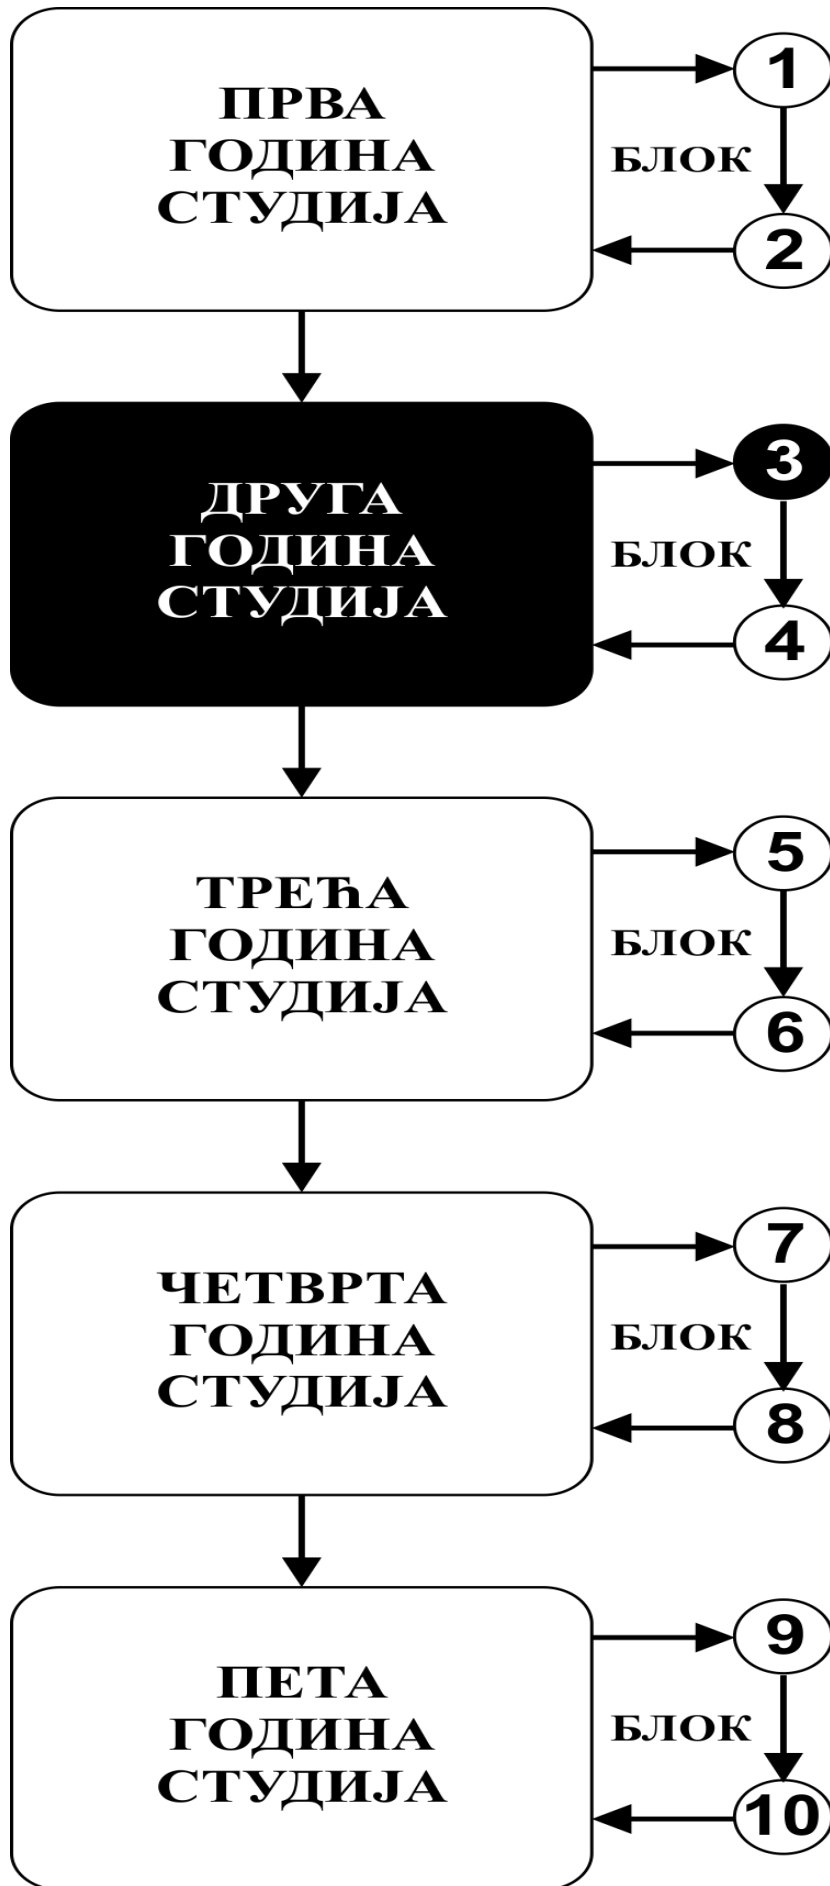 ПРВА
ГОДИНА
СТУДИЈА
1
БЛОК
2
ДРУГА
ГОДИНА
СТУДИЈА
3
БЛОК
4
ТРЕЋА
ГОДИНА
СТУДИЈА
5
БЛОК
6
ЧЕТВРТА
ГОДИНА
СТУДИЈА
7
БЛОК
8
ПЕТА
ГОДИНА
СТУДИЈА
9
БЛОК
10